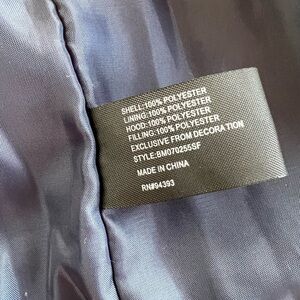 SHELL:100% POLYESTER
LINING:100% POLYESTER
HOOD:100% POLYESTER
FILLING:100% POLYESTER
EXCLUSIVE FROM DECORATION
STYLE:BM070255SF
MADE IN CHINA
RN#94393